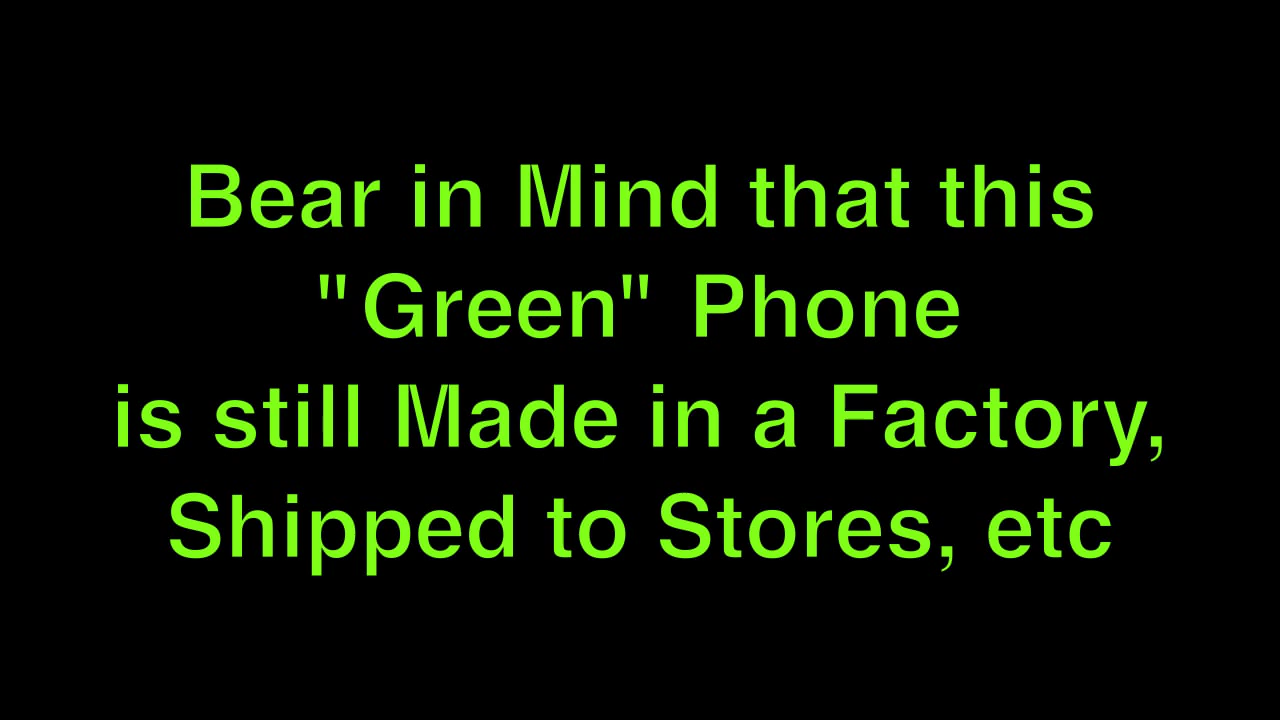 Bear in Mind that this
"Green" Phone
is still Made in a Factory,
Shipped to Stores, etc